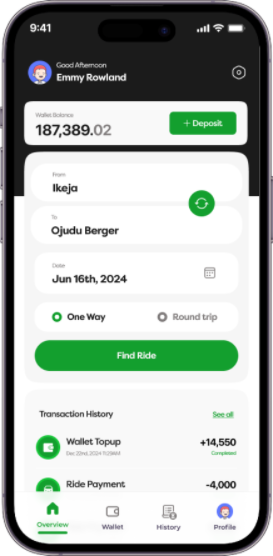 9:41
Good Afternoon
Emmy Rowland
Wallet Balance
187,389.02
+ Deposit
From
Ikeja
To
Ojudu Berger
Date
Jun 16th, 2024
One Way Round trip
Find Ride
Transaction History See all
Wallet Topup +14,550
Dec 22nd, 2024 11:29AM Completed
Ride Payment -4,000
Overview Wallet History Profile